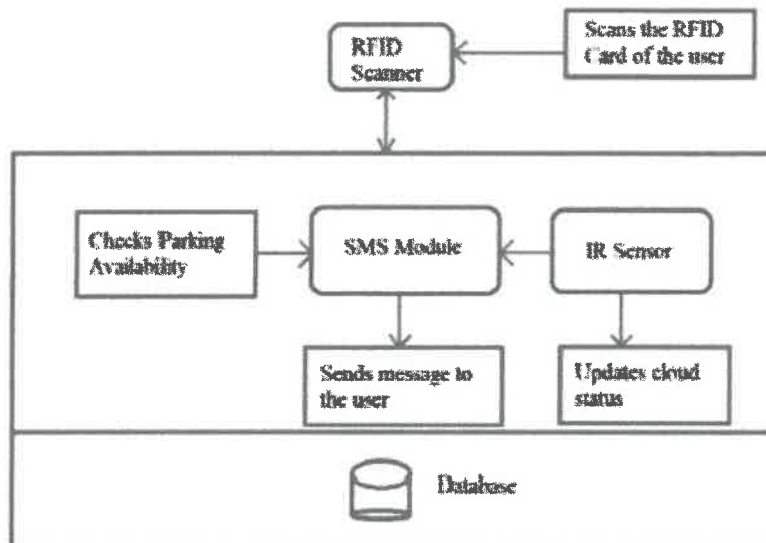 RFID
Scanner
Scans the RFID
Card of the user
Checks Parking
Availability
SMS Module
IR Sensor
Sends message to
the user
Updates cloud
status
Database